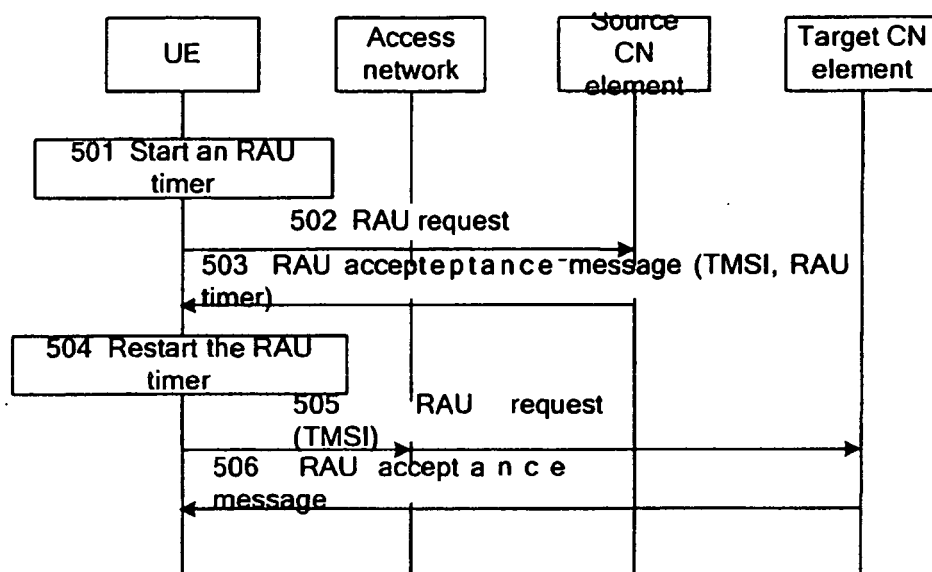 UE
Access
network
Source
CN
element
Target CN
element
501 Start an RAU
timer
502 RAU request
503 RAU accepteptance message (TMSI, RAU
timer)
504 Restart the RAU
timer
505 RAU request
(TMSI)
506 RAU acceptance
message